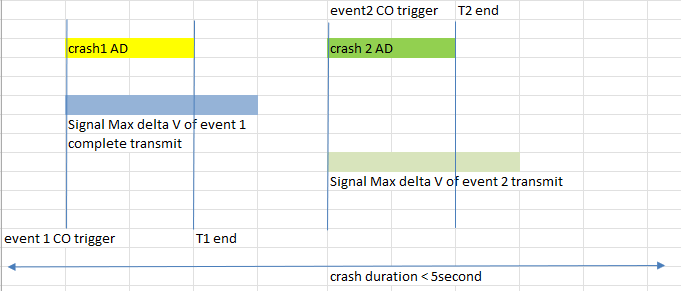 event2 CO trigger
T2 end
crash1 AD
crash 2 AD
Signal Max delta V of event 1
complete transmit
Signal Max delta V of event 2 transmit
event 1 CO trigger
T1 end
crash duration < 5second